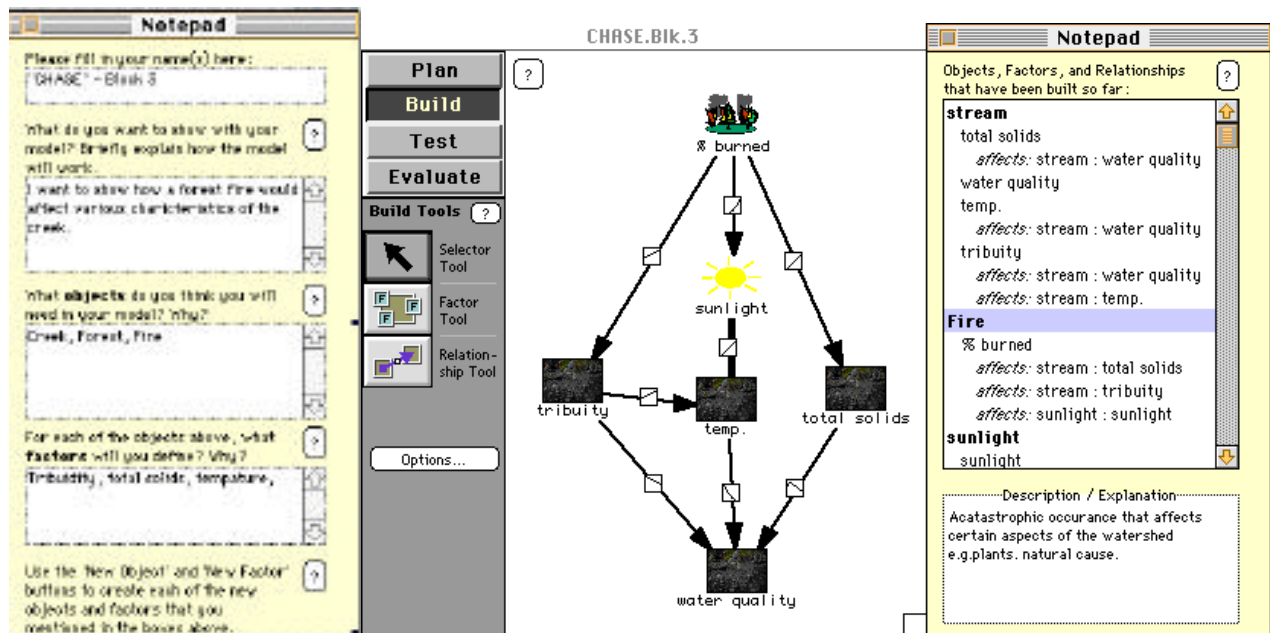 Notepad
Please fill in your name(s) here:
"CHASE" - Block 3
What do you want to show with your
model? Briefly explain how the model
will work.
?
I want to show how a forest fire would
affect various charicteristics of the
creek.
What objects do you think you will
need in your model? Why?
?
Creek, Forest, Fire
For each of the objects above, what
factors will you define? Why?
?
Tribuidity, total solids, tempature,
Use the 'New Object' and 'New Factor'
buttons to create each of the new
objects and factors that you
mentioned in the boxes above.
?
CHASE.Blk.3
Plan
Build
Test
Evaluate
Build Tools ?
Selector
Tool
F F F
Factor
Tool
Relation-
ship Tool
Options...
?
% burned
sunlight
tribuity
temp.
total solids
water quality
Notepad
Objects, Factors, and Relationships
that have been built so far:
?
stream
total solids
affects: stream : water quality
water quality
temp.
affects: stream : water quality
tribuity
affects: stream : water quality
affects: stream : temp.
Fire
% burned
affects: stream : total solids
affects: stream : tribuity
affects: sunlight : sunlight
sunlight
sunlight
Description / Explanation
Acatastrophic occurance that affects
certain aspects of the watershed
e.g.plants. natural cause.